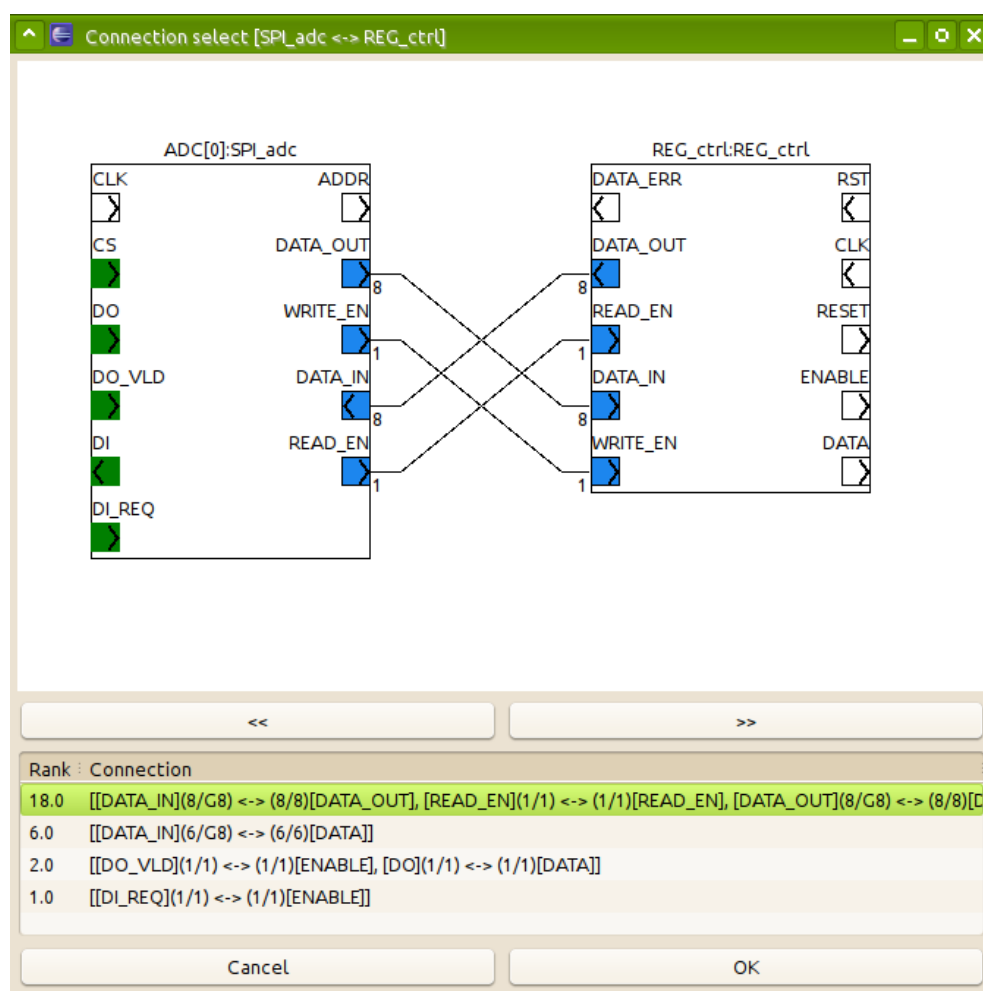 Connection select [SPI_adc <-> REG_ctrl]
ADC[0]:SPI_adc
REG_ctrl:REG_ctrl
CLK
ADDR
DATA_ERR
RST
CS
DATA_OUT
DATA_OUT
CLK
8
8
DO
WRITE_EN
READ_EN
RESET
1
1
DO_VLD
DATA_IN
DATA_IN
ENABLE
8
8
DI
READ_EN
WRITE_EN
DATA
1
1
DI_REQ
<<
>>
Rank Connection
18.0 [[DATA_IN](8/G8) <-> (8/8)[DATA_OUT], [READ_EN](1/1) <-> (1/1)[READ_EN], [DATA_OUT](8/G8) <-> (8/8)[D
6.0 [[DATA_IN](6/G8) <-> (6/6)[DATA]]
2.0 [[DO_VLD](1/1) <-> (1/1)[ENABLE], [DO](1/1) <-> (1/1)[DATA]]
1.0 [[DI_REQ](1/1) <-> (1/1)[ENABLE]]
Cancel
OK